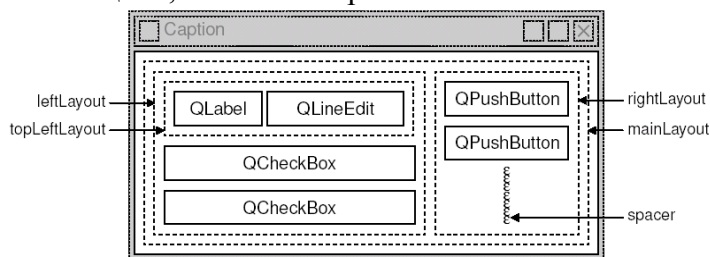 Caption
leftLayout
topLeftLayout
QLabel
QLineEdit
QCheckBox
QCheckBox
QPushButton
QPushButton
rightLayout
mainLayout
spacer